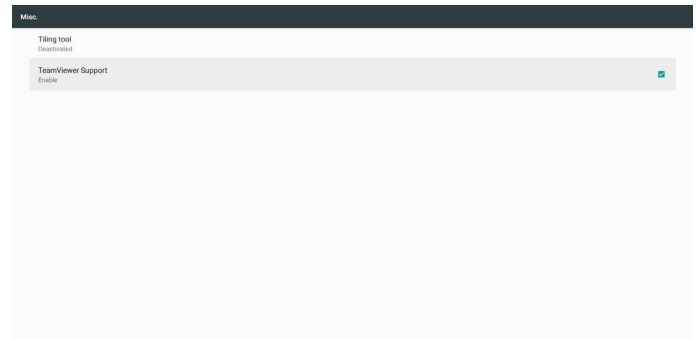 Misc.
Tiling tool
Deactivated
TeamViewer Support
Enable